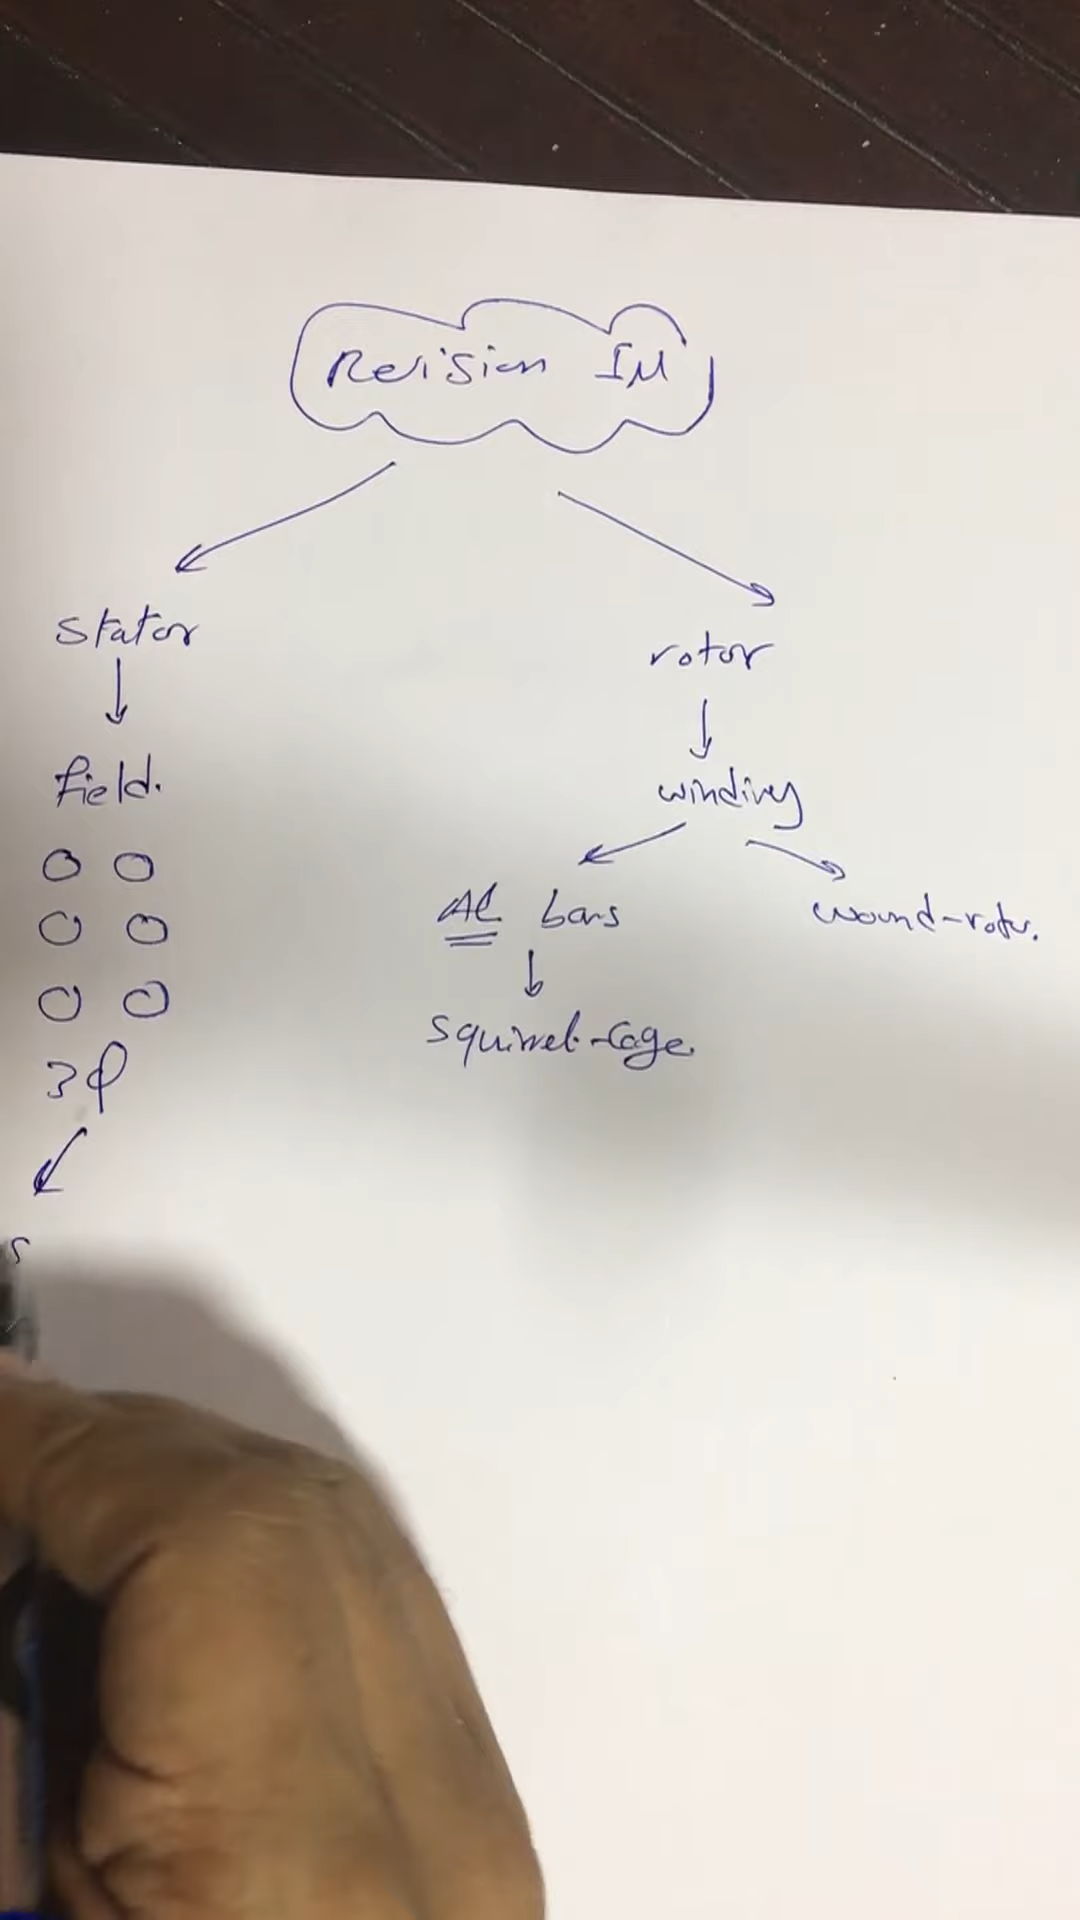 Revision IM
stator
rotor
field.
winding
Al bars
wound-rotor.
squirrel-Cage.
3φ
s